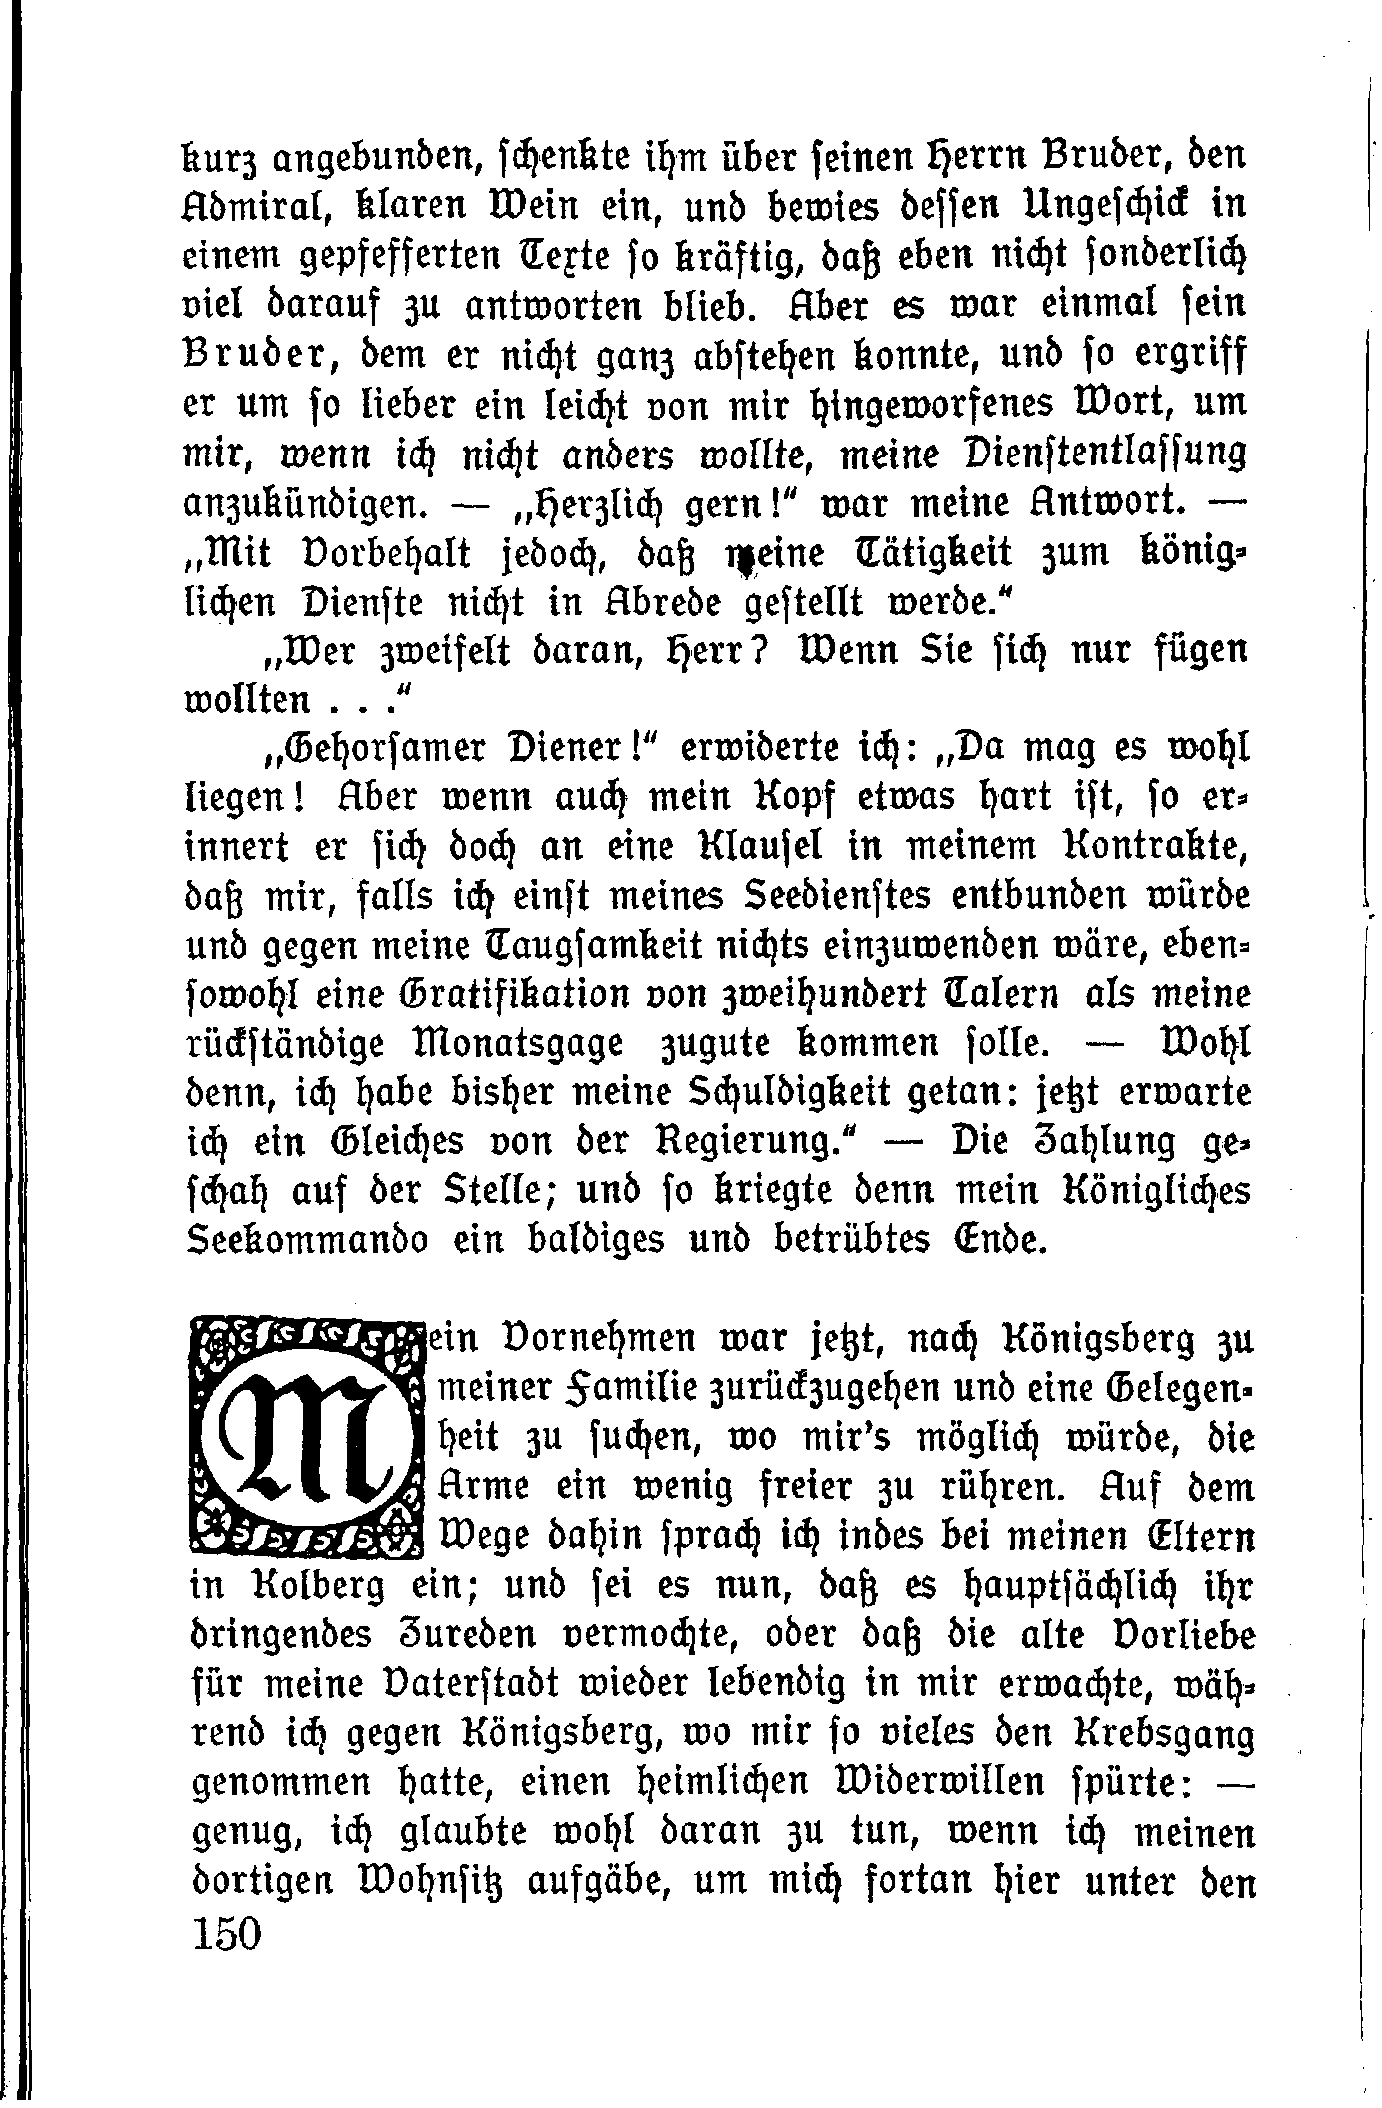 kurz angebunden, schenkte ihm über seinen Herrn Bruder, den
Admiral, klaren Wein ein, und bewies dessen Ungeschick in
einem gepfefferten Texte so kräftig, daß eben nicht sonderlich
viel darauf zu antworten blieb. Aber es war einmal sein
Bruder, dem er nicht ganz abstehen konnte, und so ergriff
er um so lieber ein leicht von mir hingeworfenes Wort, um
mir, wenn ich nicht anders wollte, meine Dienstentlassung
anzukündigen. — „Herzlich gern!“ war meine Antwort. —
„Mit Vorbehalt jedoch, daß meine Tätigkeit zum könig-
lichen Dienste nicht in Abrede gestellt werde.“
„Wer zweifelt daran, Herr? Wenn Sie sich nur fügen
wollten . . .“
„Gehorsamer Diener!“ erwiderte ich: „Da mag es wohl
liegen! Aber wenn auch mein Kopf etwas hart ist, so er-
innert er sich doch an eine Klausel in meinem Kontrakte,
daß mir, falls ich einst meines Seedienstes entbunden würde
und gegen meine Taugsamkeit nichts einzuwenden wäre, eben-
sowohl eine Gratifikation von zweihundert Talern als meine
rückständige Monatsgage zugute kommen solle. — Wohl
denn, ich habe bisher meine Schuldigkeit getan: jetzt erwarte
ich ein Gleiches von der Regierung.“ — Die Zahlung ge-
schah auf der Stelle; und so kriegte denn mein Königliches
Seekommando ein baldiges und betrübtes Ende.
Mein Vornehmen war jetzt, nach Königsberg zu
meiner Familie zurückzugehen und eine Gelegen-
heit zu suchen, wo mir's möglich würde, die
Arme ein wenig freier zu rühren. Auf dem
Wege dahin sprach ich indes bei meinen Eltern
in Kolberg ein; und sei es nun, daß es hauptsächlich ihr
dringendes Zureden vermochte, oder daß die alte Vorliebe
für meine Vaterstadt wieder lebendig in mir erwachte, wäh-
rend ich gegen Königsberg, wo mir so vieles den Krebsgang
genommen hatte, einen heimlichen Widerwillen spürte: —
genug, ich glaubte wohl daran zu tun, wenn ich meinen
dortigen Wohnsitz aufgäbe, um mich fortan hier unter den
150